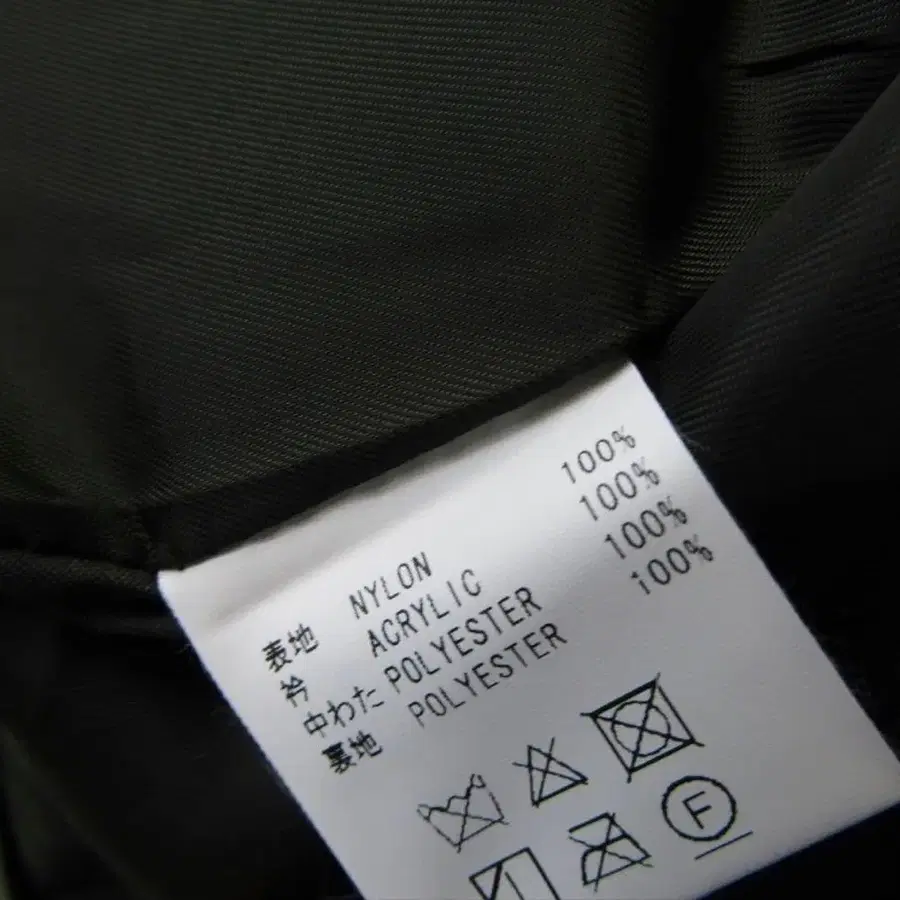 表地 NYLON 100%
衿 ACRYLIC 100%
中わた POLYESTER 100%
裏地 POLYESTER 100%
F